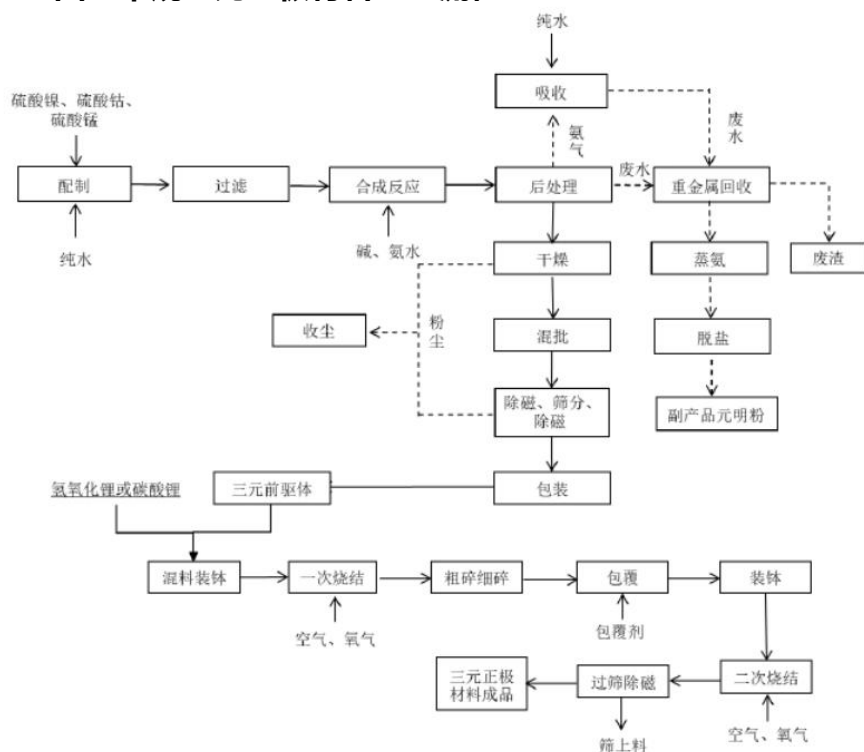 纯水
吸收
硫酸镍、硫酸钴、
硫酸锰
氨气
废水
配制
过滤
合成反应
后处理
废水
重金属回收
纯水
碱、氨水
干燥
蒸氨
废渣
收尘
粉尘
混批
脱盐
除磁、筛分、
除磁
副产品元明粉
氢氧化锂或碳酸锂
三元前驱体
包装
混料装钵
一次烧结
粗碎细碎
包覆
装钵
空气、氧气
包覆剂
三元正极
材料成品
过筛除磁
二次烧结
筛上料
空气、氧气